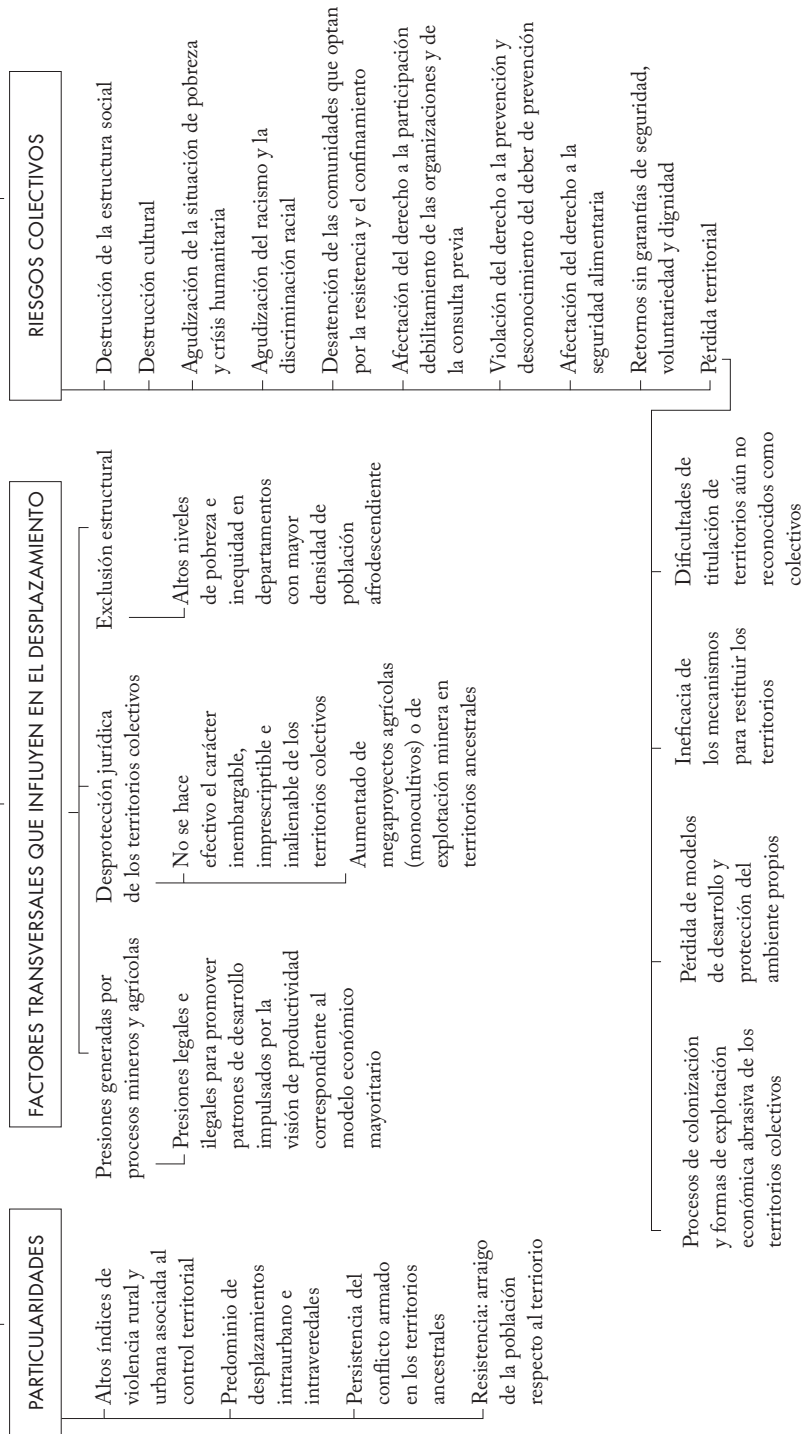 PARTICULARIDADES
Altos índices de
violencia rural y
urbana asociada al
control territorial
Predominio de
desplazamientos
intraurbano e
intraveredales
Persistencia del
conflicto armado
en los territorios
ancestrales
Resistencia: arraigo
de la población
respecto al terriorio
FACTORES TRANSVERSALES QUE INFLUYEN EN EL DESPLAZAMIENTO
Presiones generadas por
procesos mineros y agrícolas
Presiones legales e
ilegales para promover
patrones de desarrollo
impulsados por la
visión de productividad
correspondiente al
modelo económico
mayoritario
Desprotección jurídica
de los territorios colectivos
No se hace
efectivo el carácter
inembargable,
imprescriptible e
inalienable de los
territorios colectivos
Aumentado de
megaproyectos agrícolas
(monocultivos) o de
explotación minera en
territorios ancestrales
Exclusión estructural
Altos niveles
de pobreza e
inequidad en
departamentos
con mayor
densidad de
población
afrodescendiente
RIESGOS COLECTIVOS
Destrucción de la estructura social
Destrucción cultural
Agudización de la situación de pobreza
y crísis humanitaria
Agudización del racismo y la
discriminación racial
Desatención de las comunidades que optan
por la resistencia y el confinamiento
Afectación del derecho a la participación
debilitamiento de las organizaciones y de
la consulta previa
Violación del derecho a la prevención y
desconocimiento del deber de prevención
Afectación del derecho a la
seguridad alimentaria
Retornos sin garantías de seguridad,
voluntariedad y dignidad
Pérdida territorial
Procesos de colonización
y formas de explotación
económica abrasiva de los
territorios colectivos
Pérdida de modelos
de desarrollo y
protección del
ambiente propios
Ineficacia de
los mecanismos
para restituir los
territorios
Dificultades de
titulación de
territorios aún no
reconocidos como
colectivos